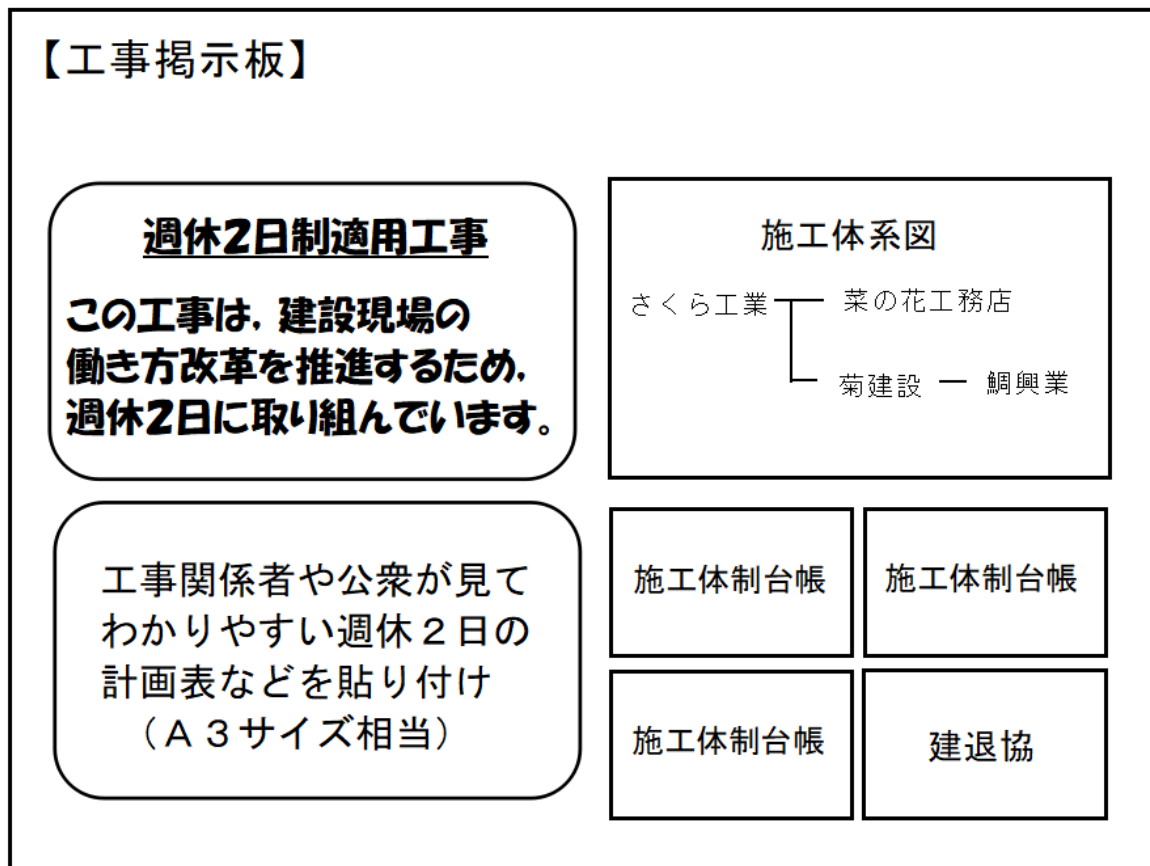 【工事掲示板】
週休2日制適用工事
この工事は,建設現場の
働き方改革を推進するため,
週休2日に取り組んでいます。
施工体系図
さくら工業 菜の花工務店
菊建設 鯛興業
工事関係者や公衆が見て
わかりやすい週休２日の
計画表などを貼り付け
（Ａ３サイズ相当）
施工体制台帳 施工体制台帳
施工体制台帳 建退協